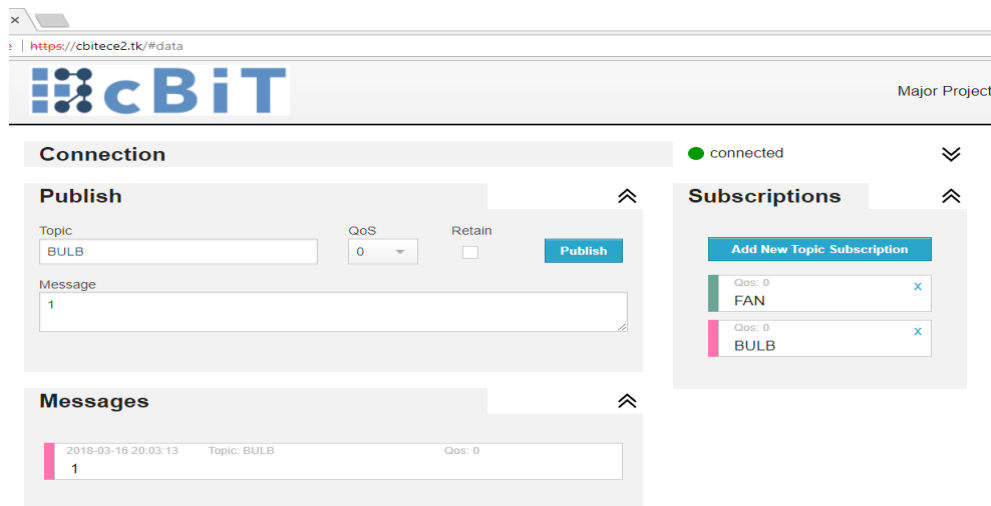 https://cbitece2.tk/#data
cBiT
Major Project
Connection
connected
Publish
Topic
QoS
Retain
BULB
0
Publish
Message
1
Subscriptions
Add New Topic Subscription
Qos: 0
x
FAN
Qos: 0
x
BULB
Messages
2018-03-16 20:03:13 Topic: BULB Qos: 0
1